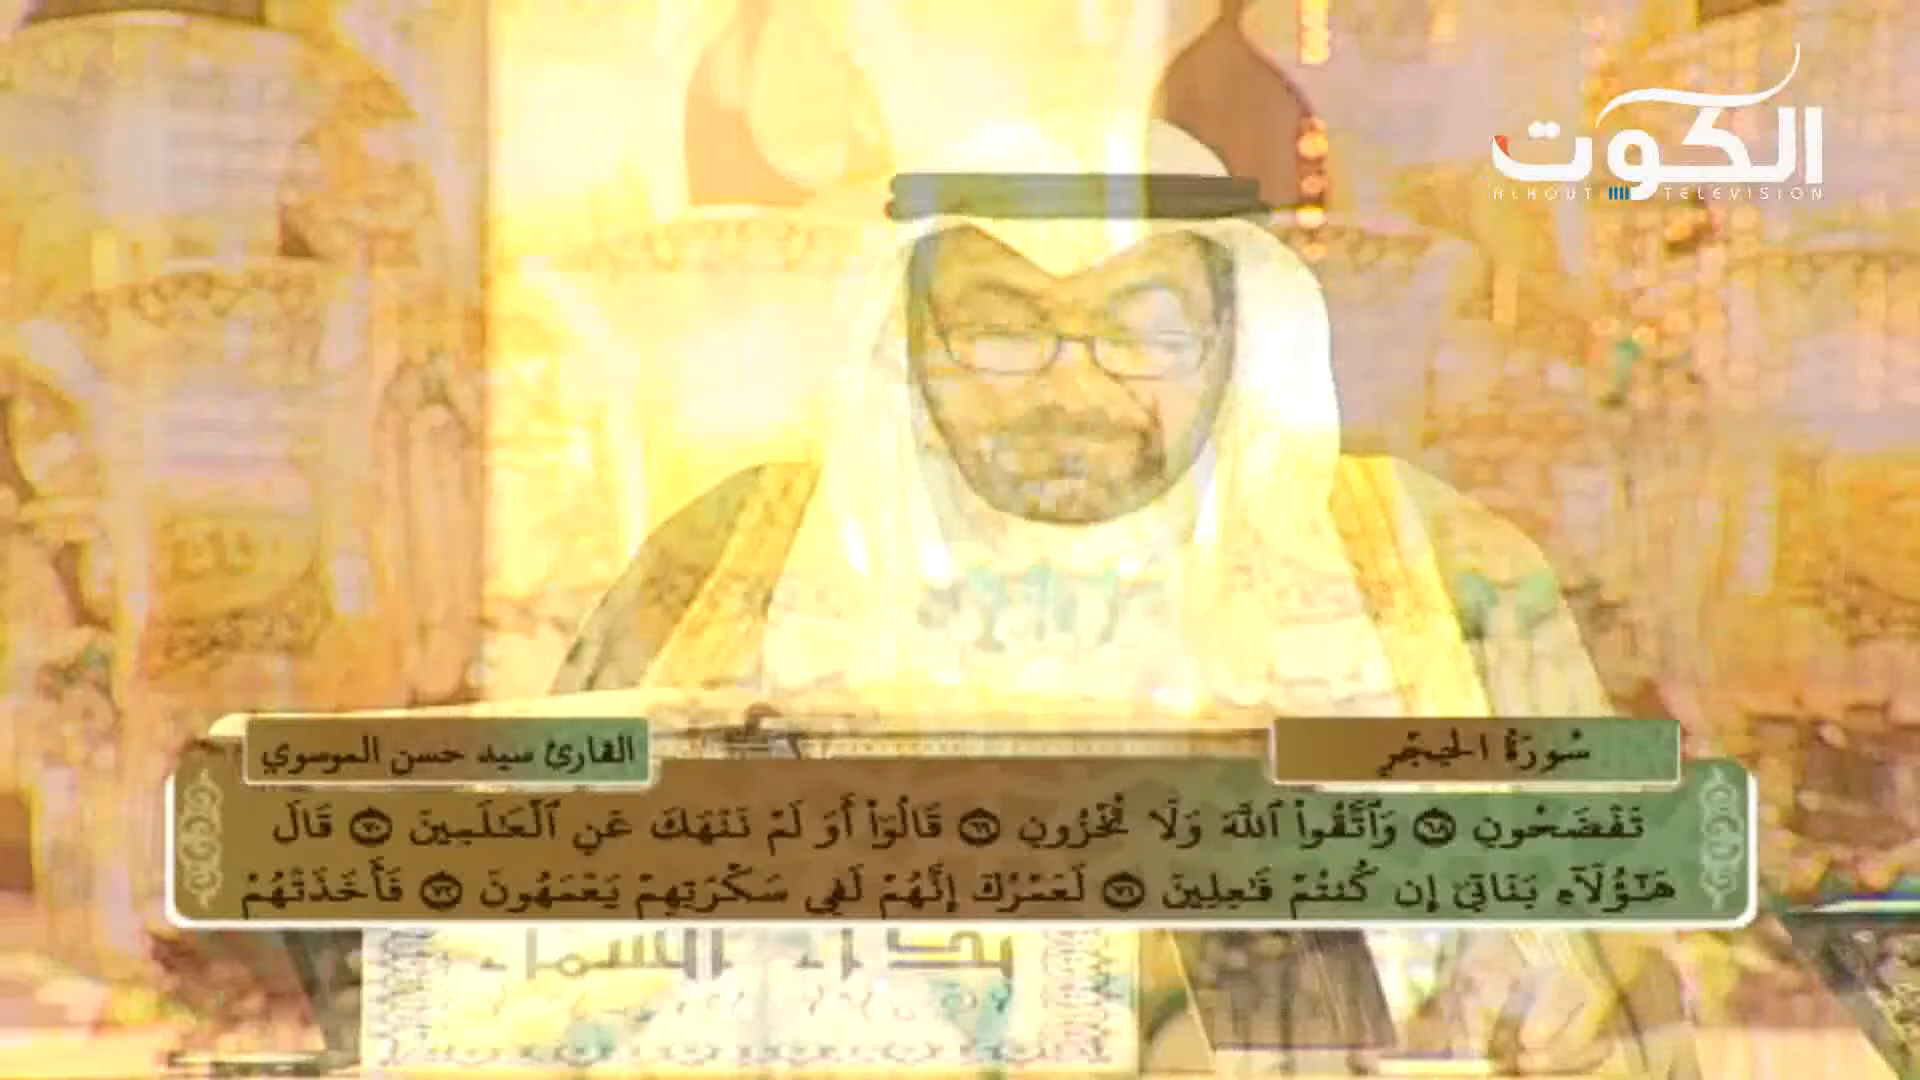 الكوت
ALKOUT TELEVISION
سُورَةُ الحِجْرِ
القارئ سيد حسن الموسوي
تَفْضَحُونِ ٦٨ وَٱتَّقُوا۟ ٱللَّهَ وَلَا تُخْزُونِ ٦٩ قَالُوٓا۟ أَوَ لَمْ نَنْهَكَ عَنِ ٱلْعَـٰلَمِينَ ٧٠ قَالَ
هَـٰٓؤُلَآءِ بَنَاتِىٓ إِن كُنتُمْ فَـٰعِلِينَ ٧١ لَعَمْرُكَ إِنَّهُمْ لَفِى سَكْرَتِهِمْ يَعْمَهُونَ ٧٢ فَأَخَذَتْهُمُ